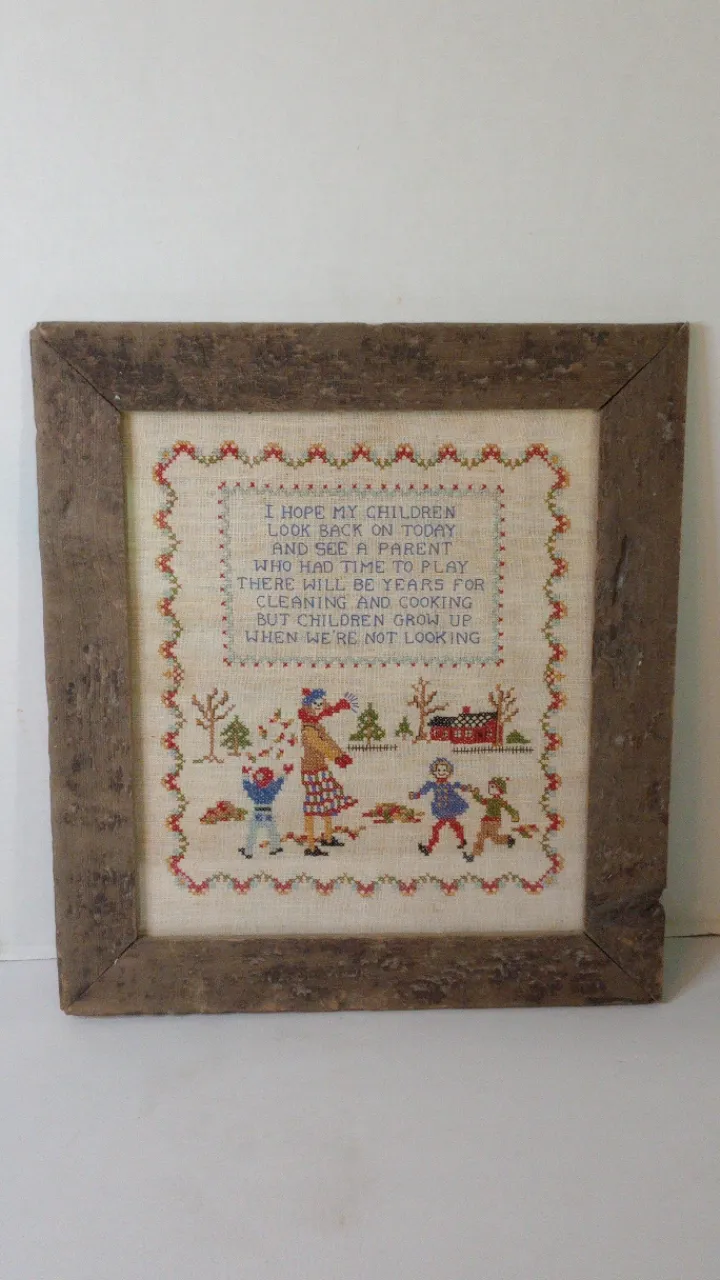 I HOPE MY CHILDREN
LOOK BACK ON TODAY
AND SEE A PARENT
WHO HAD TIME TO PLAY
THERE WILL BE YEARS FOR
CLEANING AND COOKING
BUT CHILDREN GROW UP
WHEN WE'RE NOT LOOKING